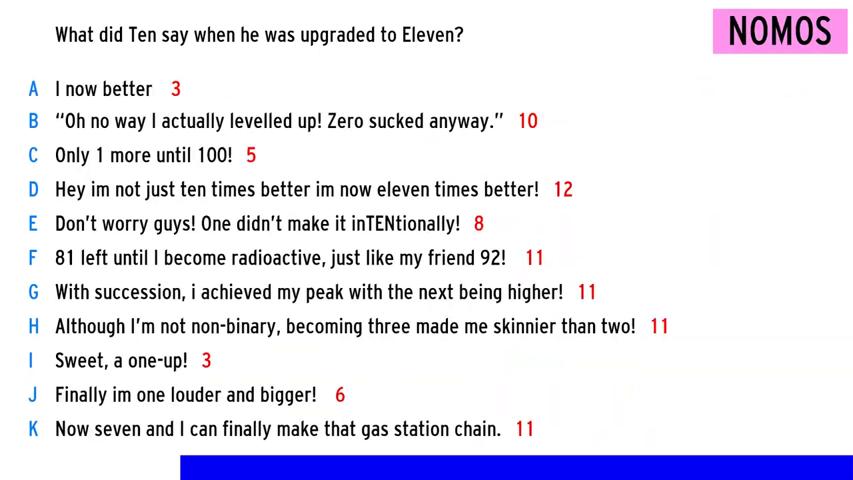 What did Ten say when he was upgraded to Eleven?
NOMOS
A I now better 3
B “Oh no way I actually levelled up! Zero sucked anyway.” 10
C Only 1 more until 100! 5
D Hey im not just ten times better im now eleven times better! 12
E Don’t worry guys! One didn’t make it inTENtionally! 8
F 81 left until I become radioactive, just like my friend 92! 11
G With succession, i achieved my peak with the next being higher! 11
H Although I’m not non-binary, becoming three made me skinnier than two! 11
I Sweet, a one-up! 3
J Finally im one louder and bigger! 6
K Now seven and I can finally make that gas station chain. 11